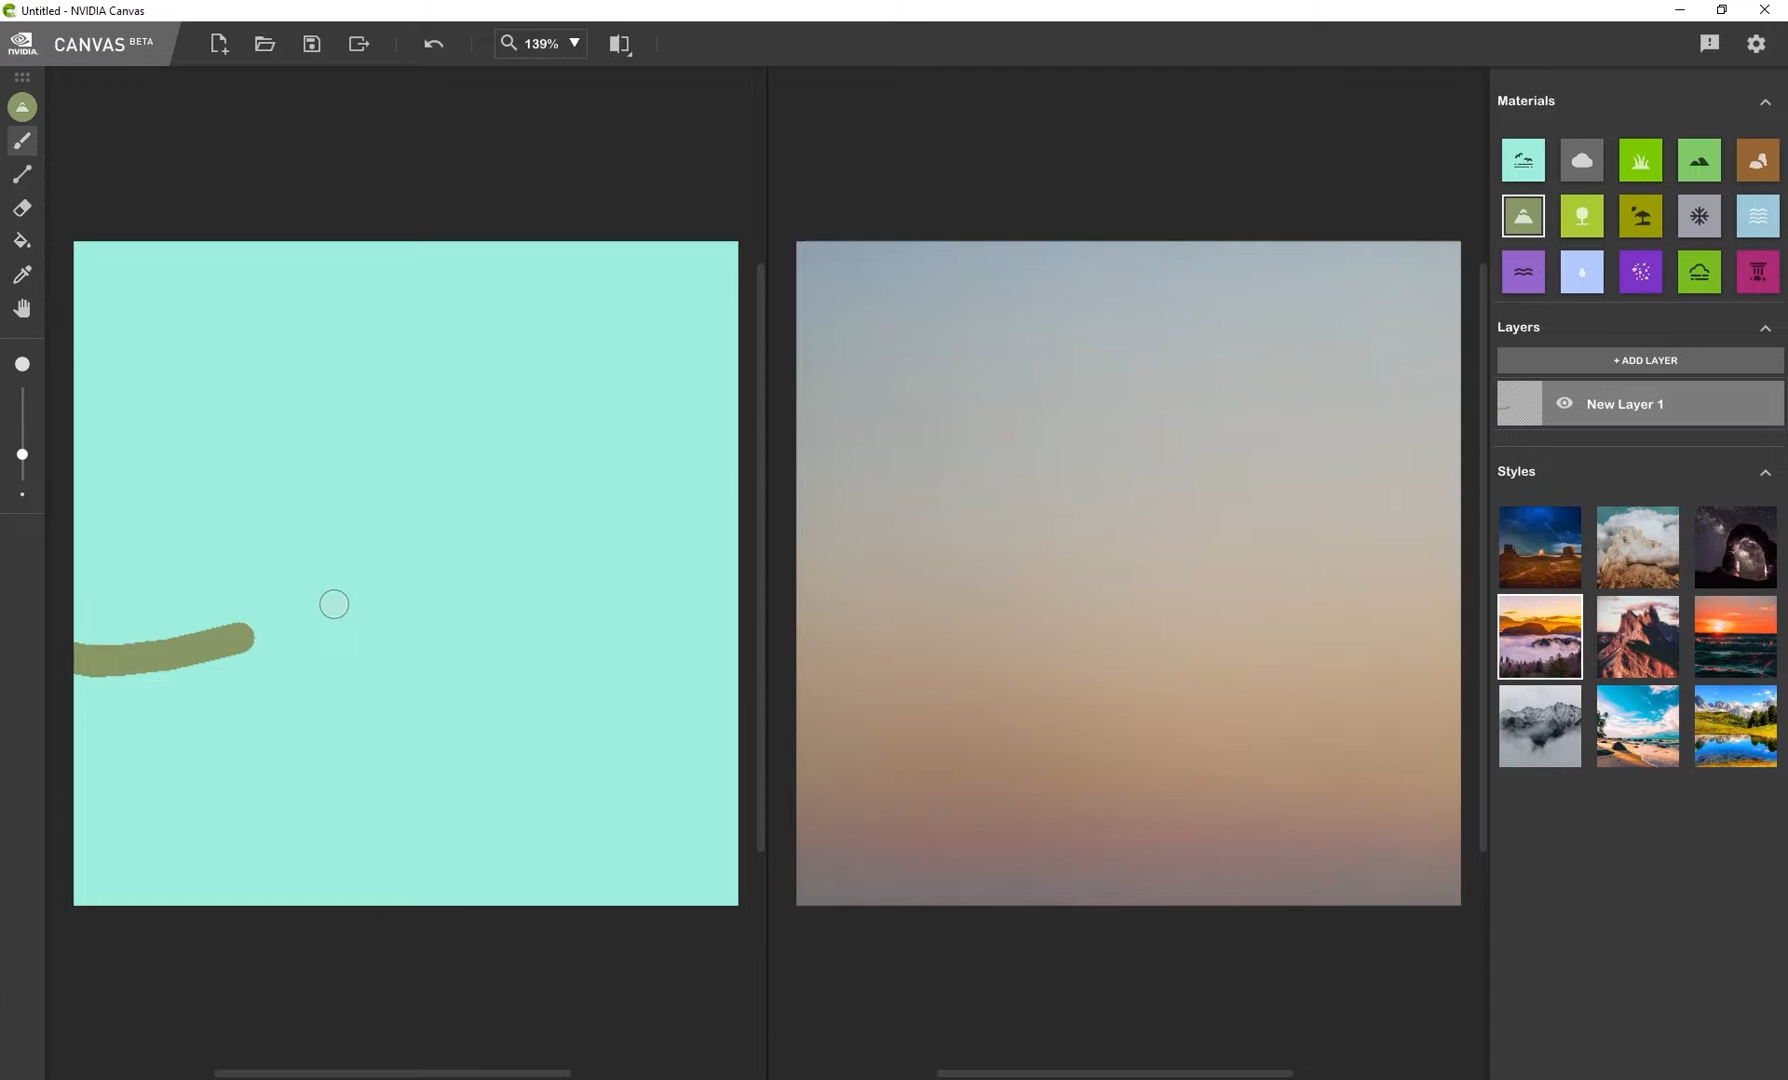 Untitled - NVIDIA Canvas
NVIDIA.
CANVAS BETA
139%
Materials
Layers
+ ADD LAYER
New Layer 1
Styles